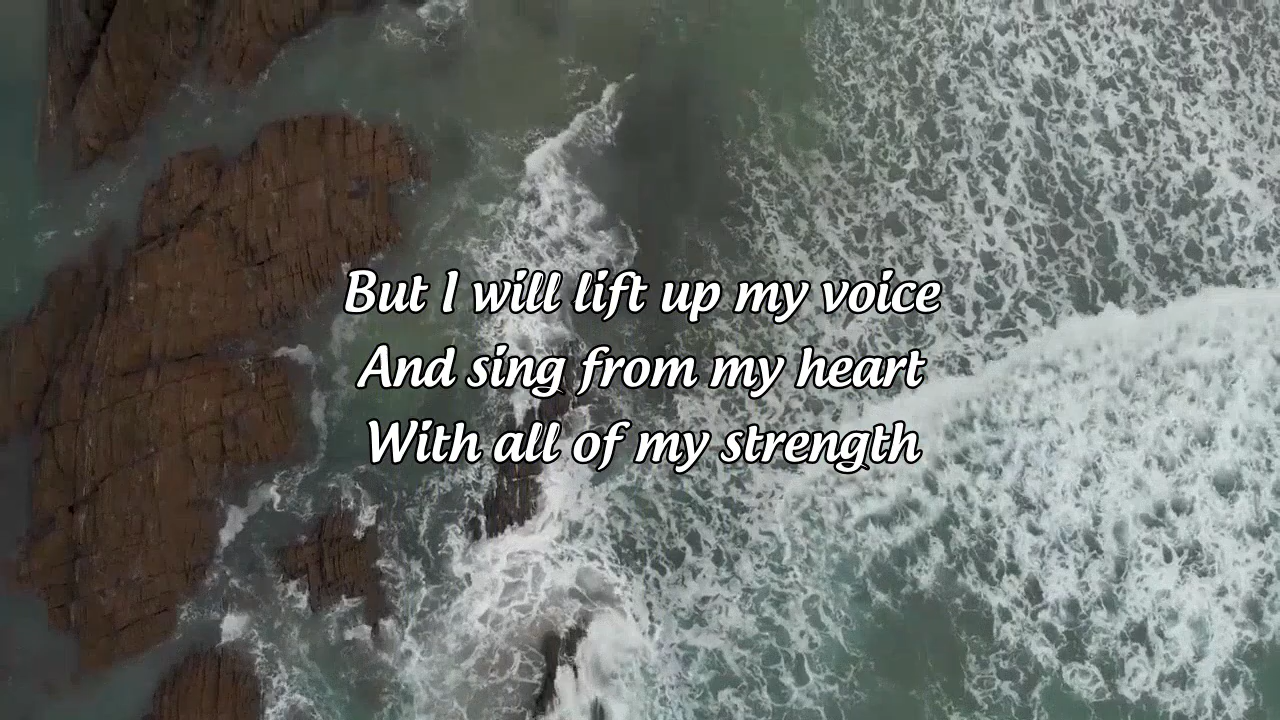 But I will lift up my voice
And sing from my heart
With all of my strength